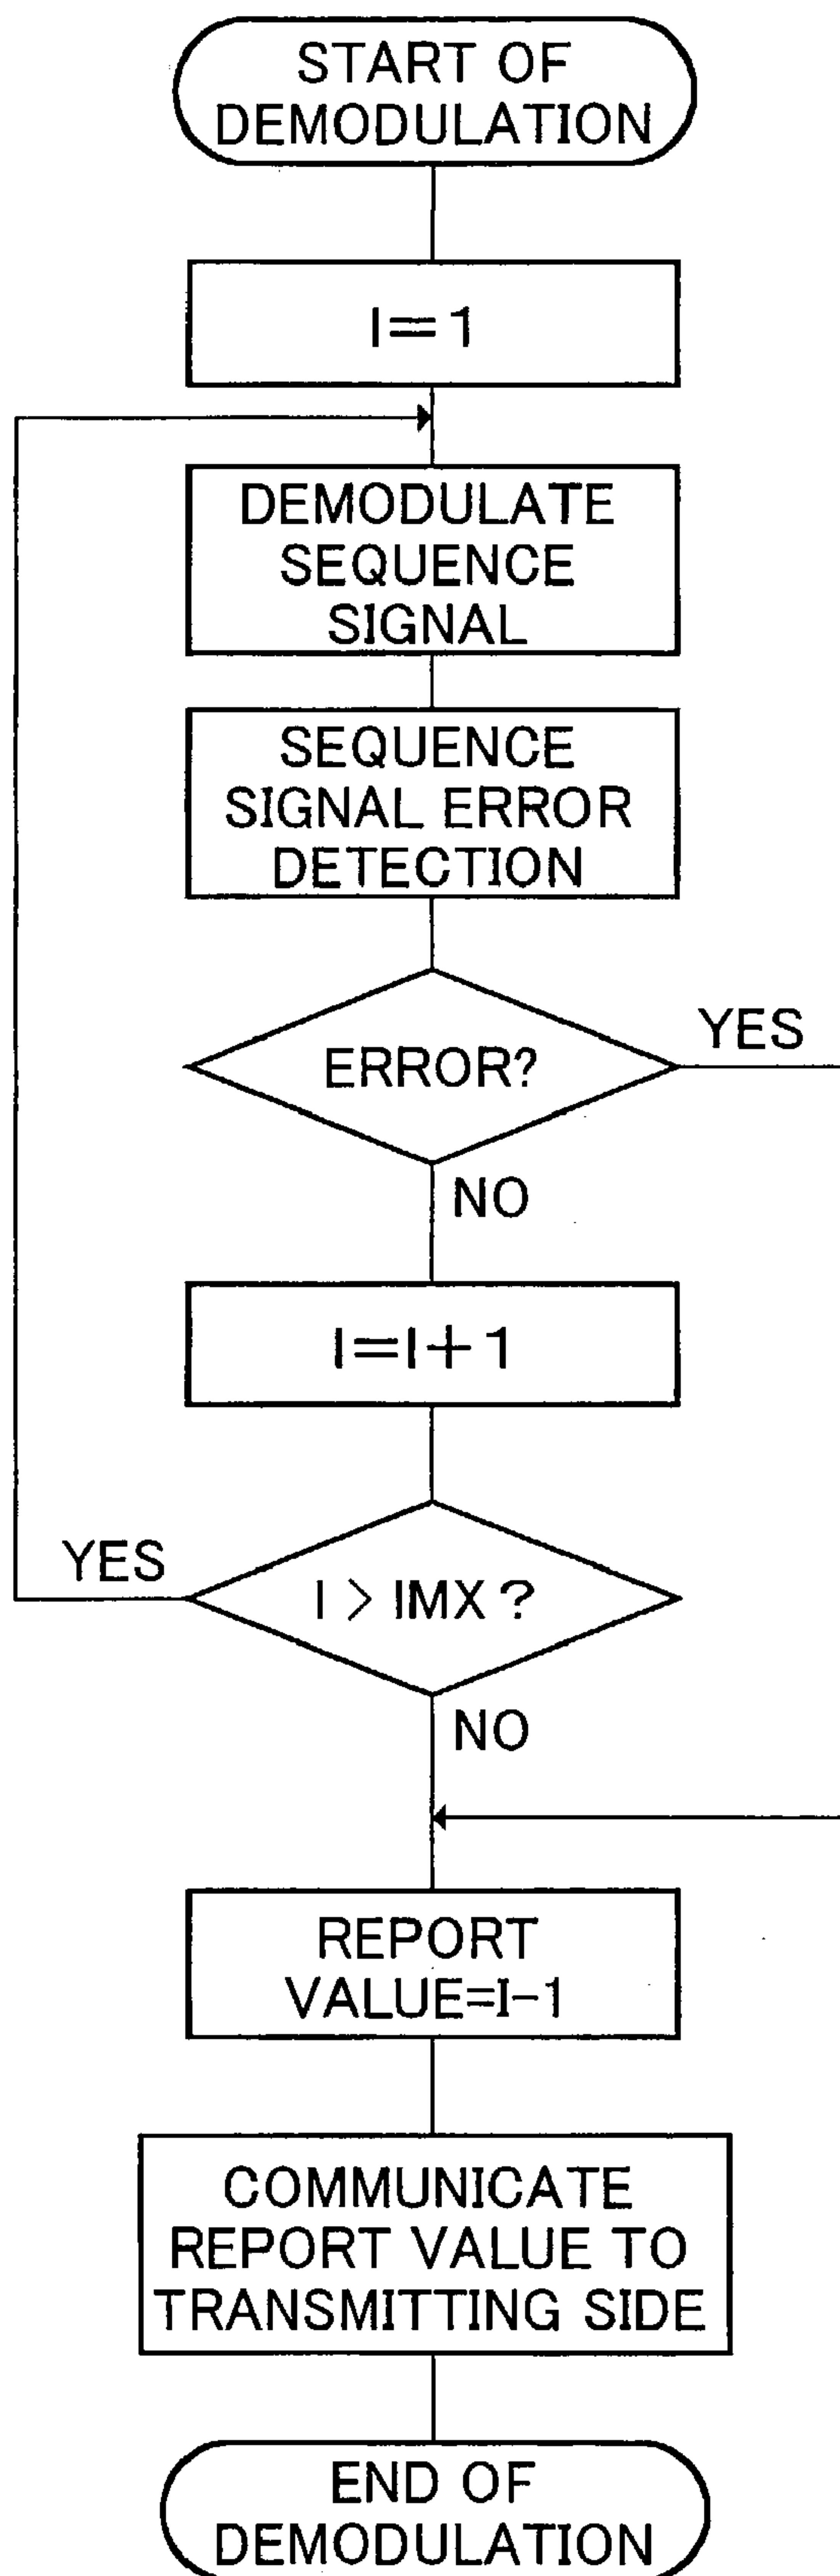 START OF
DEMODULATION
I=1
DEMODULATE
SEQUENCE
SIGNAL
SEQUENCE
SIGNAL ERROR
DETECTION
ERROR?
YES
NO
I=I+1
YES
I > IMX ?
NO
REPORT
VALUE=I-1
COMMUNICATE
REPORT VALUE TO
TRANSMITTING SIDE
END OF
DEMODULATION